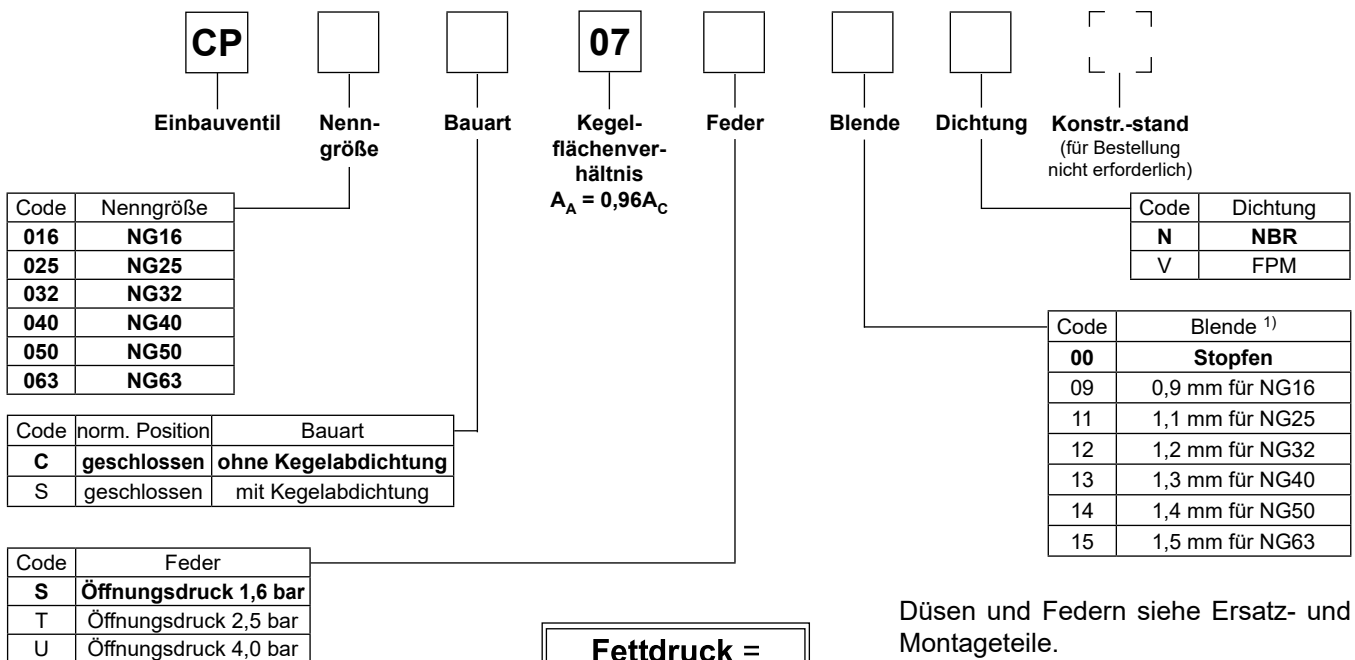 CP
07
Einbauventil
Nenn-
größe
Bauart
Kegel-
flächenver-
hältnis
A_A = 0,96A_C
Feder
Blende
Dichtung
Konstr.-stand
(für Bestellung
nicht erforderlich)
Code Nenngröße
016 NG16
025 NG25
032 NG32
040 NG40
050 NG50
063 NG63
Code norm. Position Bauart
C geschlossen ohne Kegelabdichtung
S geschlossen mit Kegelabdichtung
Code Feder
S Öffnungsdruck 1,6 bar
T Öffnungsdruck 2,5 bar
U Öffnungsdruck 4,0 bar
Code Dichtung
N NBR
V FPM
Code Blende 1)
00 Stopfen
09 0,9 mm für NG16
11 1,1 mm für NG25
12 1,2 mm für NG32
13 1,3 mm für NG40
14 1,4 mm für NG50
15 1,5 mm für NG63
Fettdruck =
Düsen und Federn siehe Ersatz- und
Montageteile.